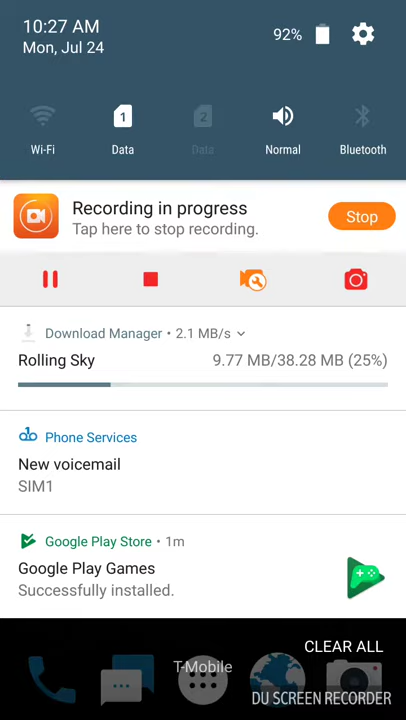 10:27 AM
Mon, Jul 24
92%
1
2
Wi-Fi
Data
Data
Normal
Bluetooth
Recording in progress
Tap here to stop recording.
Stop
Download Manager • 2.1 MB/s
Rolling Sky
9.77 MB/38.28 MB (25%)
1
Phone Services
New voicemail
SIM1
Google Play Store • 1m
Google Play Games
Successfully installed.
CLEAR ALL
T-Mobile
DU SCREEN RECORDER